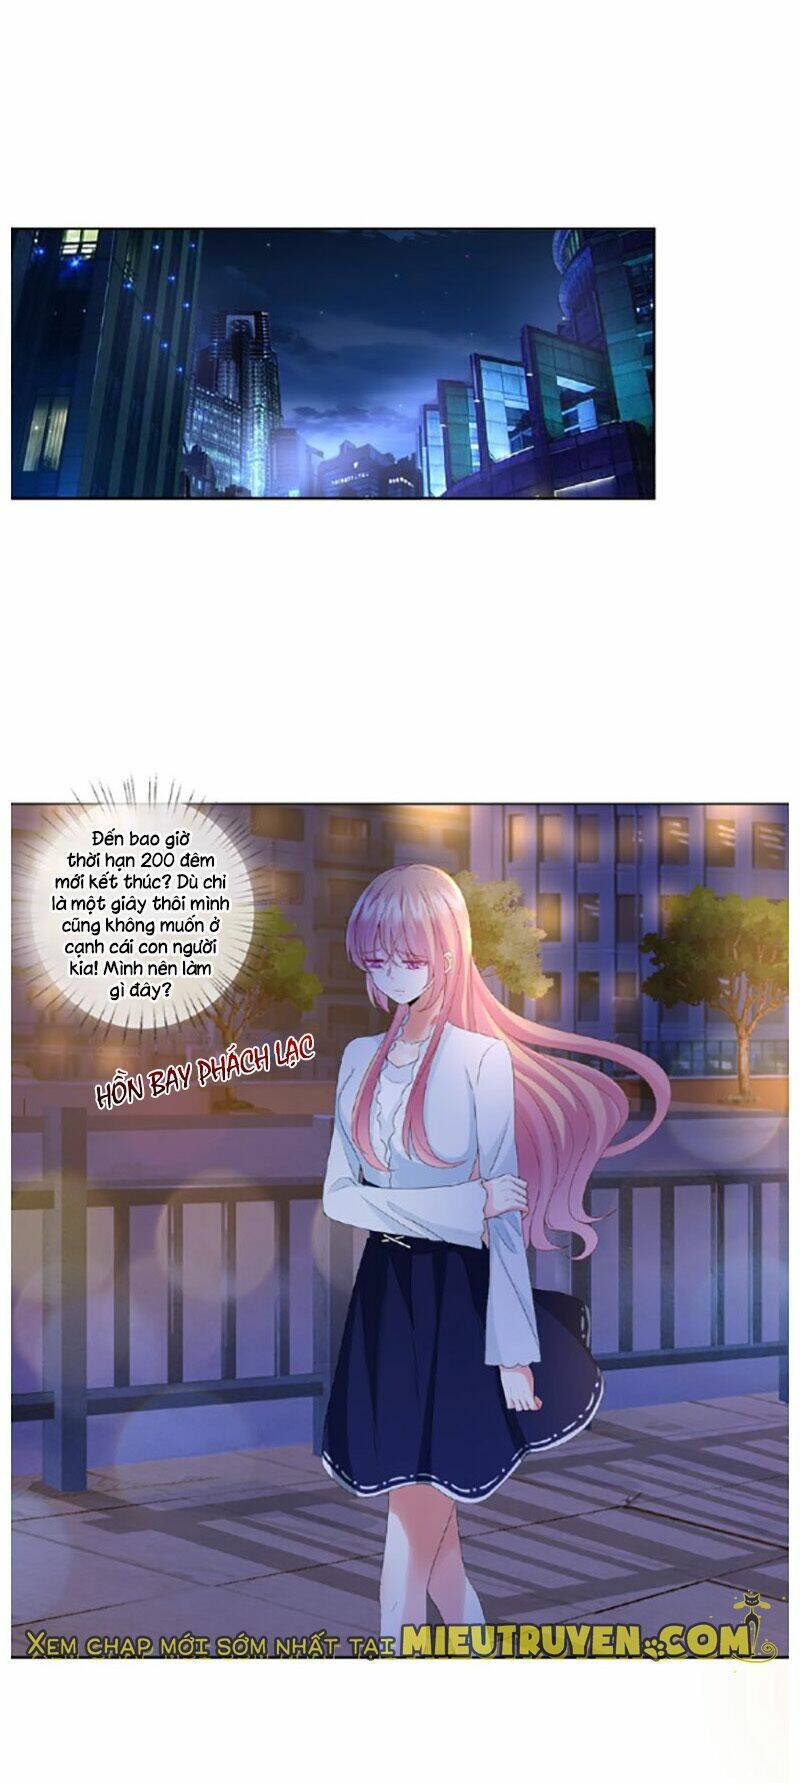 Đến bao giờ
thời hạn 200 đêm
mới kết thúc? Dù chỉ
là một giây thôi mình
cũng không muốn ở
cạnh cái con người
kia! Mình nên làm
gì đây?
HỒN BAY PHÁCH LẠC
XEM CHAP MỚI SỚM NHẤT TẠI MIEUTRUYEN.COM